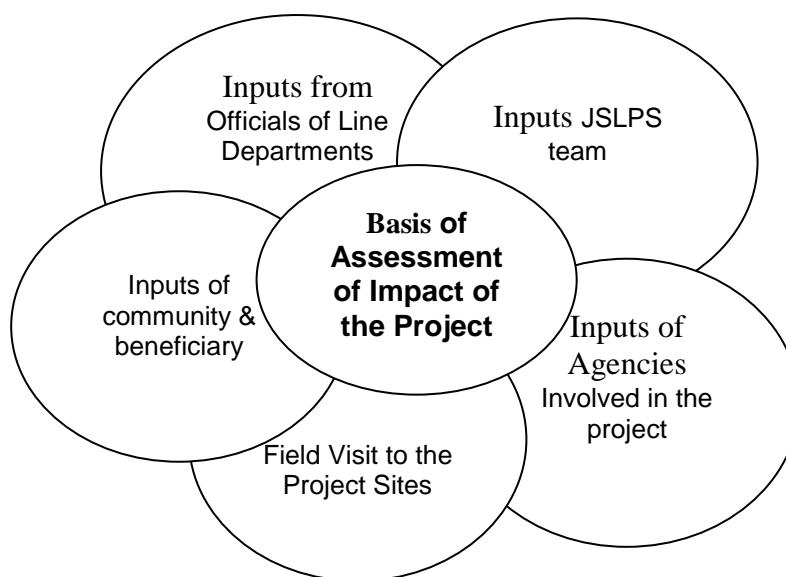 Inputs from
Officials of Line
Departments
Inputs JSLPS
team
Basis of
Assessment
of Impact of
the Project
Inputs of
community &
beneficiary
Inputs of
Agencies
Involved in the
project
Field Visit to the
Project Sites